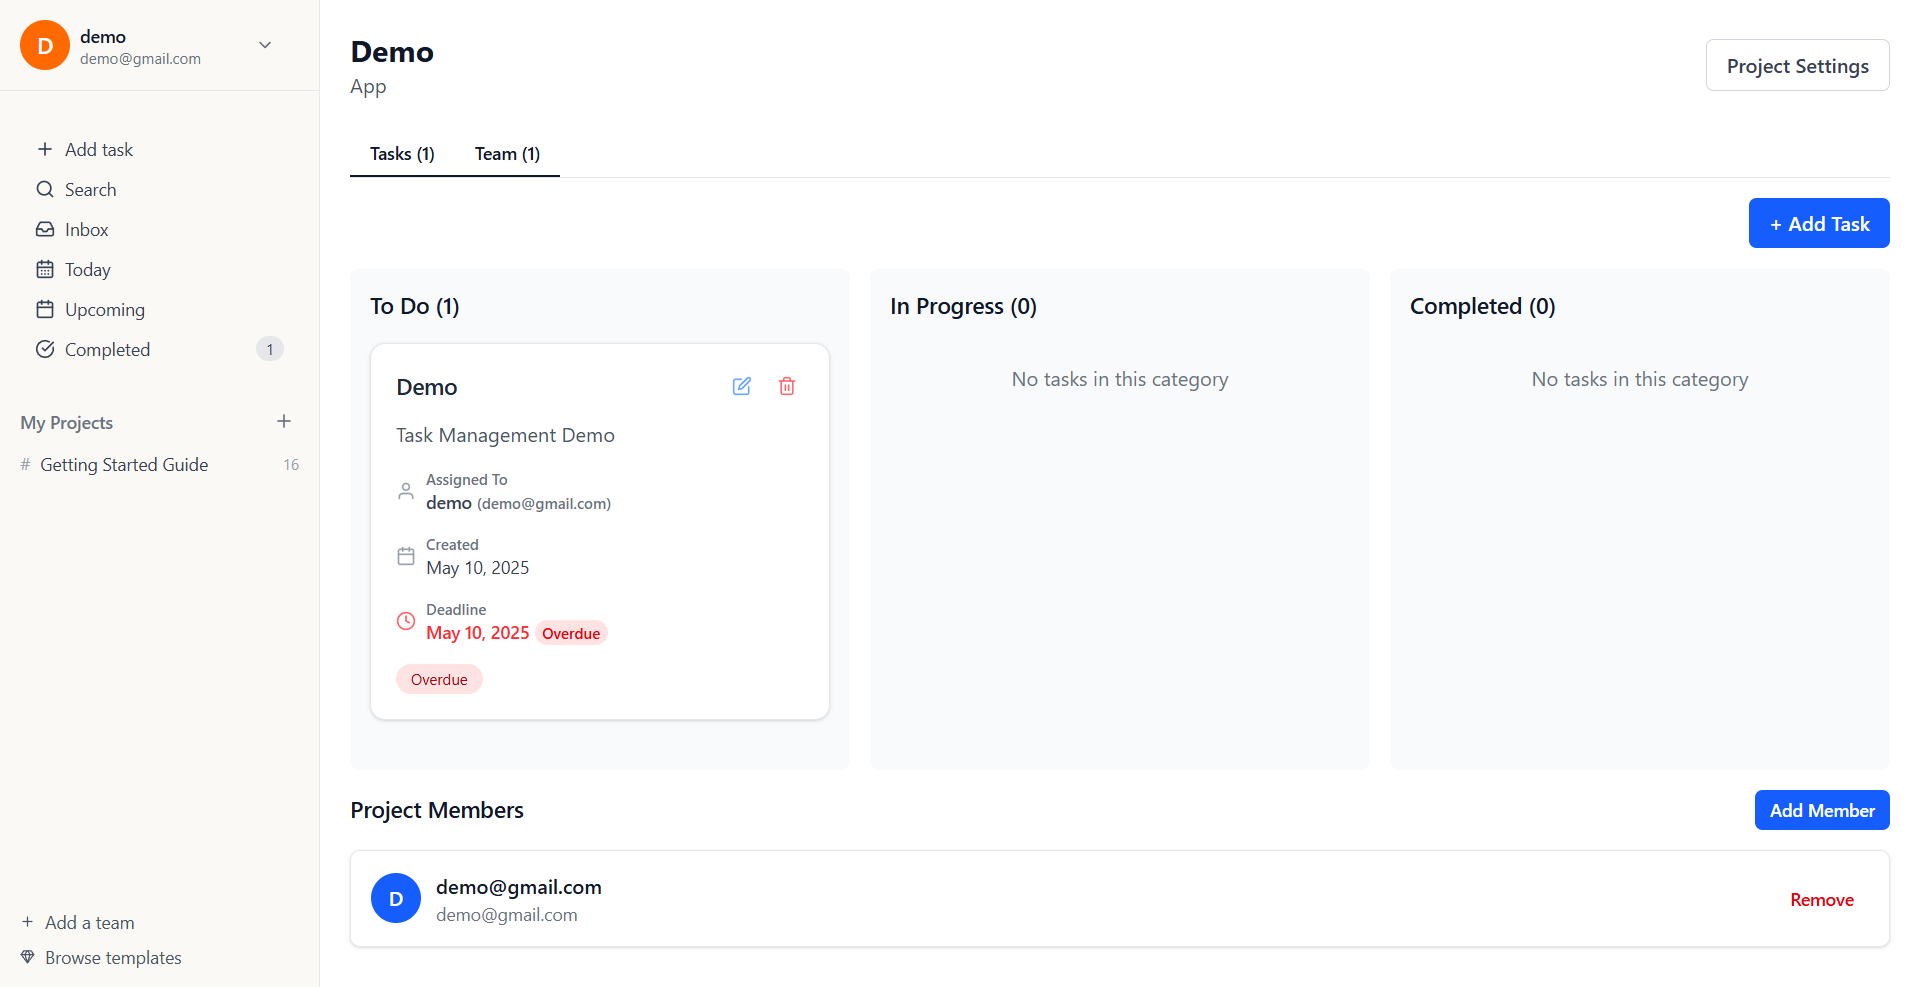 D
demo
demo@gmail.com
Add task
Search
Inbox
Today
Upcoming
Completed 1
My Projects +
# Getting Started Guide 16
+ Add a team
Browse templates
Demo
App
Project Settings
Tasks (1) Team (1)
+ Add Task
To Do (1)
Demo
Task Management Demo
Assigned To
demo (demo@gmail.com)
Created
May 10, 2025
Deadline
May 10, 2025 Overdue
Overdue
In Progress (0)
No tasks in this category
Completed (0)
No tasks in this category
Project Members
Add Member
D
demo@gmail.com
demo@gmail.com
Remove